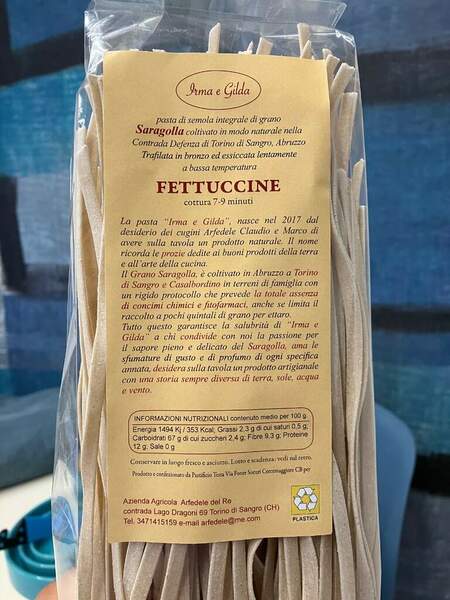 Irma e Gilda
pasta di semola integrale di grano
Saragolla coltivato in modo naturale nella
Contrada Defenza di Torino di Sangro, Abruzzo
Trafilata in bronzo ed essiccata lentamente
a bassa temperatura
FETTUCCINE
cottura 7-9 minuti
La pasta "Irma e Gilda", nasce nel 2017 dal
desiderio dei cugini Arfedele Claudio e Marco di
avere sulla tavola un prodotto naturale. Il nome
ricorda le prozie dedite ai buoni prodotti della terra
e all'arte della cucina.
Il Grano Saragolla, è coltivato in Abruzzo a Torino
di Sangro e Casalbordino in terreni di famiglia con
un rigido protocollo che prevede la totale assenza
di concimi chimici e fitofarmaci, anche se limita il
raccolto a pochi quintali di grano per ettaro.
Tutto questo garantisce la salubrità di "Irma e
Gilda" a chi condivide con noi la passione per
il sapore pieno e delicato del Saragolla, ama le
sfumature di gusto e di profumo di ogni specifica
annata, desidera sulla tavola un prodotto artigianale
con una storia sempre diversa di terra, sole, acqua
e vento.
INFORMAZIONI NUTRIZIONALI contenuto medio per 100 g.
Energia 1494 Kj / 353 Kcal; Grassi 2,3 g di cui saturi 0,5 g;
Carboidrati 67 g di cui zuccheri 2,4 g; Fibre 9,3 g; Proteine
12 g; Sale 0 g
Conservare in luogo fresco e asciutto. Lotto e scadenza: vedi sul retro.
Prodotto e confezionato da Pastificio Terra Via Fonte Scuri Cercemaggiore CB per
Azienda Agricola Arfedele del Re
contrada Lago Dragoni 69 Torino di Sangro (CH)
Tel. 3471415159 e-mail arfedele@me.com
PLASTICA